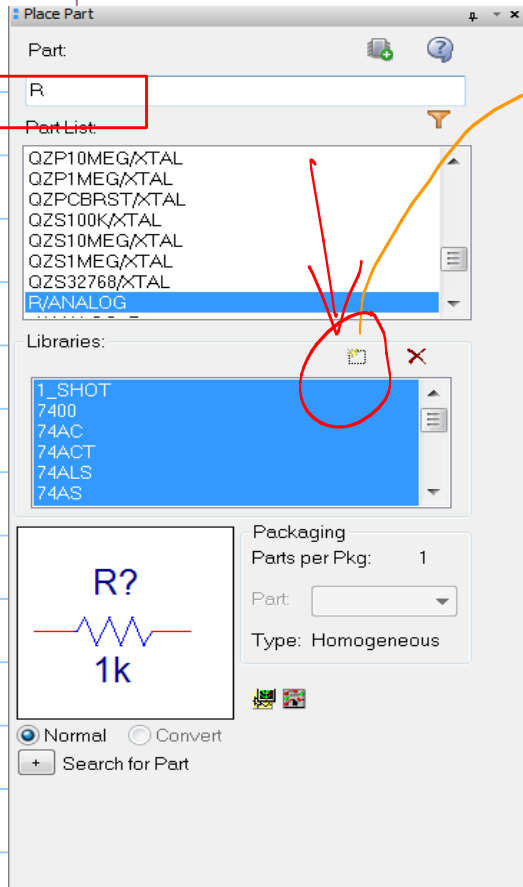 Place Part
Part:
R
Part List:
QZP10MEG/XTAL
QZP1MEG/XTAL
QZPCBRST/XTAL
QZS100K/XTAL
QZS10MEG/XTAL
QZS1MEG/XTAL
QZS32768/XTAL
R/ANALOG
Libraries:
1_SHOT
7400
74AC
74ACT
74ALS
74AS
R?
1k
Packaging
Parts per Pkg: 1
Part:
Type: Homogeneous
Normal Convert
+ Search for Part